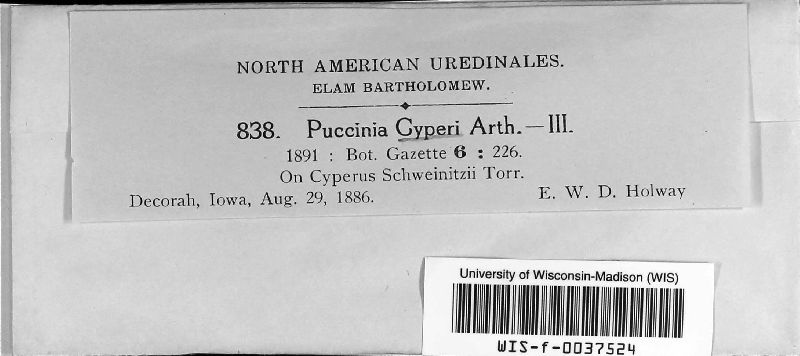 NORTH AMERICAN UREDINALES.
ELAM BARTHOLOMEW.
838. Puccinia Cyperi Arth.—III.
1891 : Bot. Gazette 6 : 226.
On Cyperus Schweinitzii Torr.
Decorah, Iowa, Aug. 29, 1886. E. W. D. Holway
University of Wisconsin-Madison (WIS)
WIS-f-0037524